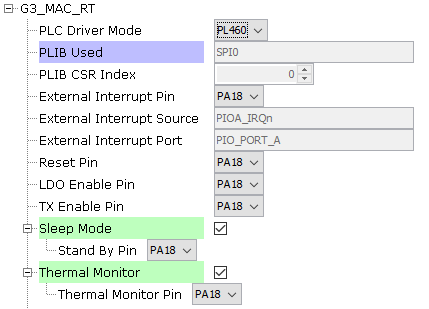 G3_MAC_RT
PLC Driver Mode PL460
PLIB Used SPI0
PLIB CSR Index 0
External Interrupt Pin PA18
External Interrupt Source PIOA_IRQn
External Interrupt Port PIO_PORT_A
Reset Pin PA18
LDO Enable Pin PA18
TX Enable Pin PA18
Sleep Mode
Stand By Pin PA18
Thermal Monitor
Thermal Monitor Pin PA18